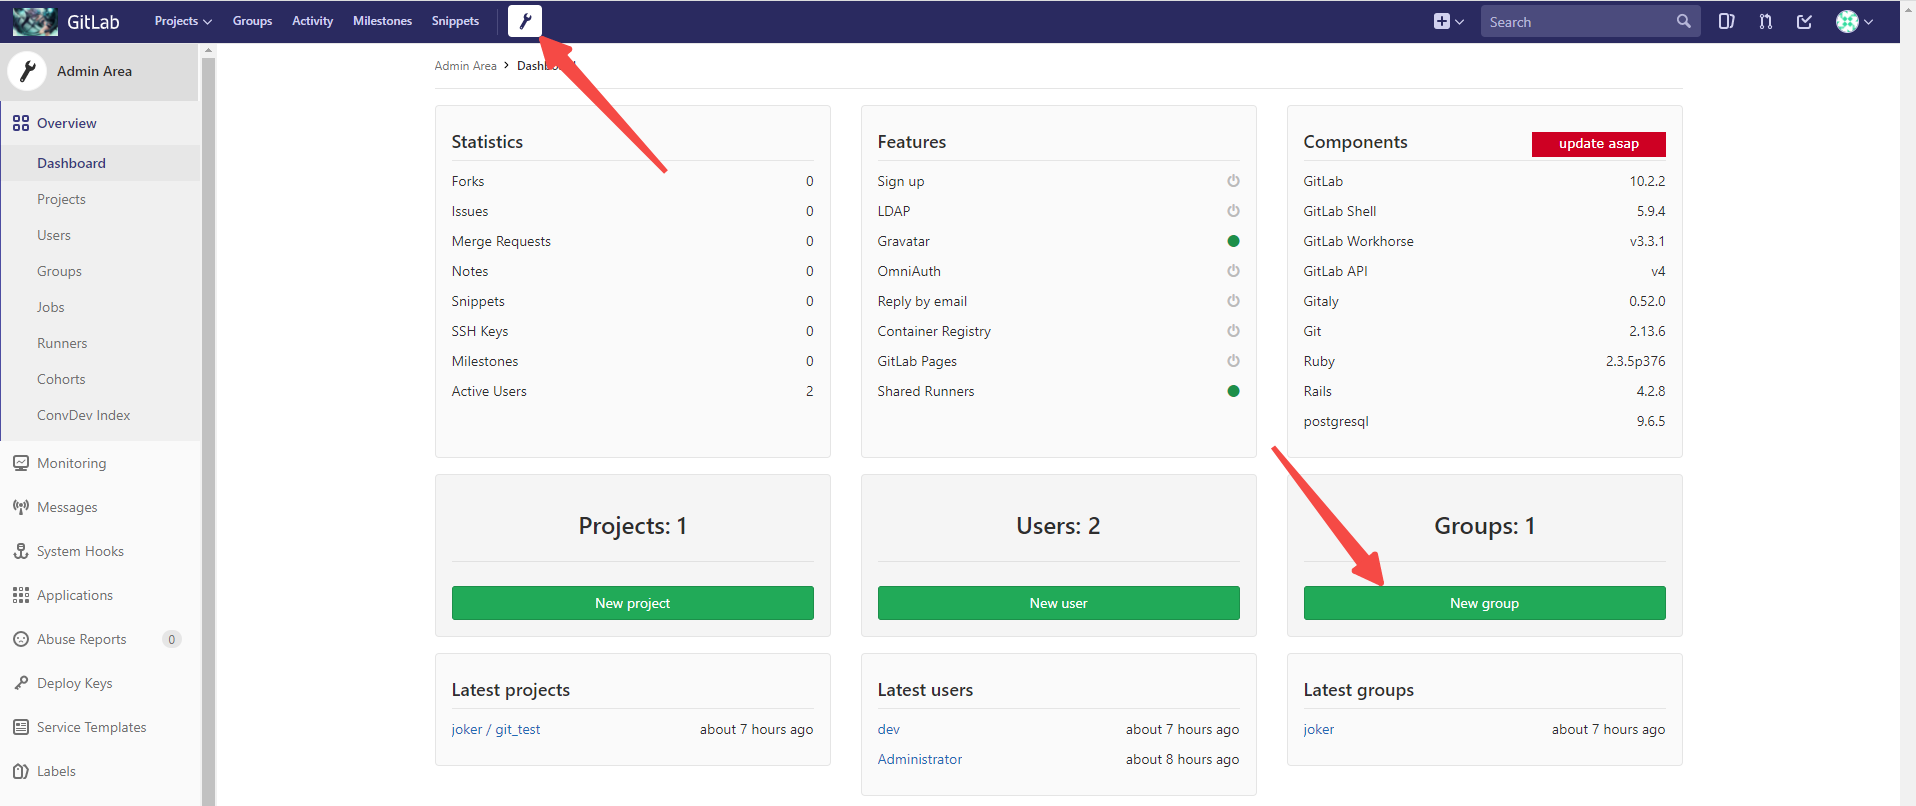 GitLab Projects Groups Activity Milestones Snippets Search
Admin Area
Overview
Dashboard
Projects
Users
Groups
Jobs
Runners
Cohorts
ConvDev Index
Monitoring
Messages
System Hooks
Applications
Abuse Reports 0
Deploy Keys
Service Templates
Labels
Admin Area
Statistics
Forks 0
Issues 0
Merge Requests 0
Notes 0
Snippets 0
SSH Keys 0
Milestones 0
Active Users 2
Features
Sign up
LDAP
Gravatar
OmniAuth
Reply by email
Container Registry
GitLab Pages
Shared Runners
Components update asap
GitLab 10.2.2
GitLab Shell 5.9.4
GitLab Workhorse v3.3.1
GitLab API v4
Gitaly 0.52.0
Git 2.13.6
Ruby 2.3.5p376
Rails 4.2.8
postgresql 9.6.5
Projects: 1
New project
Users: 2
New user
Groups: 1
New group
Latest projects
joker / git_test about 7 hours ago
Latest users
dev about 7 hours ago
Administrator about 8 hours ago
Latest groups
joker about 7 hours ago